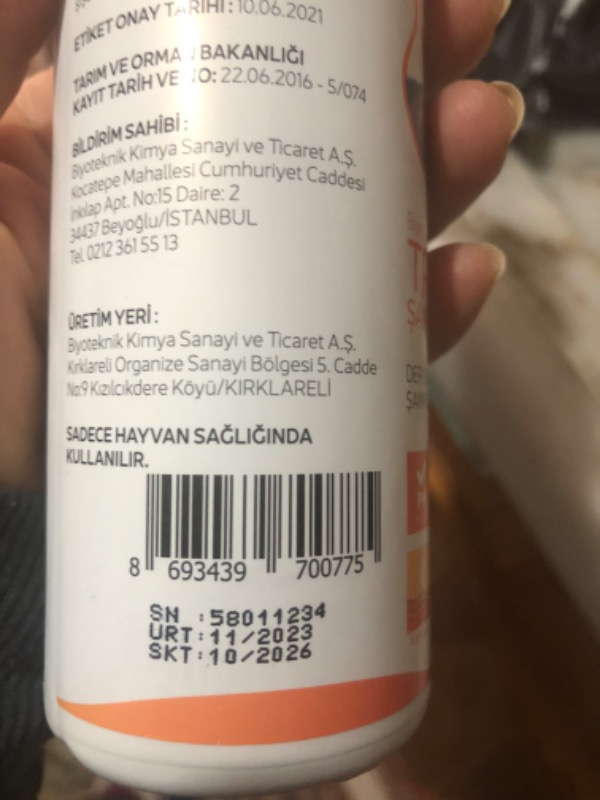 ETİKET ONAY TARİHİ : 10.06.2021
TARIM VE ORMAN BAKANLIĞI
KAYIT TARİH VE NO: 22.06.2016 - 5/074
BİLDİRİM SAHİBİ :
Biyoteknik Kimya Sanayi ve Ticaret A.Ş.
Kocatepe Mahallesi Cumhuriyet Caddesi
İnkılap Apt. No:15 Daire: 2
34437 Beyoğlu/İSTANBUL
Tel. 0212 361 55 13
ÜRETİM YERİ :
Biyoteknik Kimya Sanayi ve Ticaret A.Ş.
Kırklareli Organize Sanayi Bölgesi 5. Cadde
No:9 Kızılcıkdere Köyü/KIRKLARELİ
SADECE HAYVAN SAĞLIĞINDA
KULLANILIR.
8 693439 700775
SN :58011234
URT:11/2023
SKT:10/2026